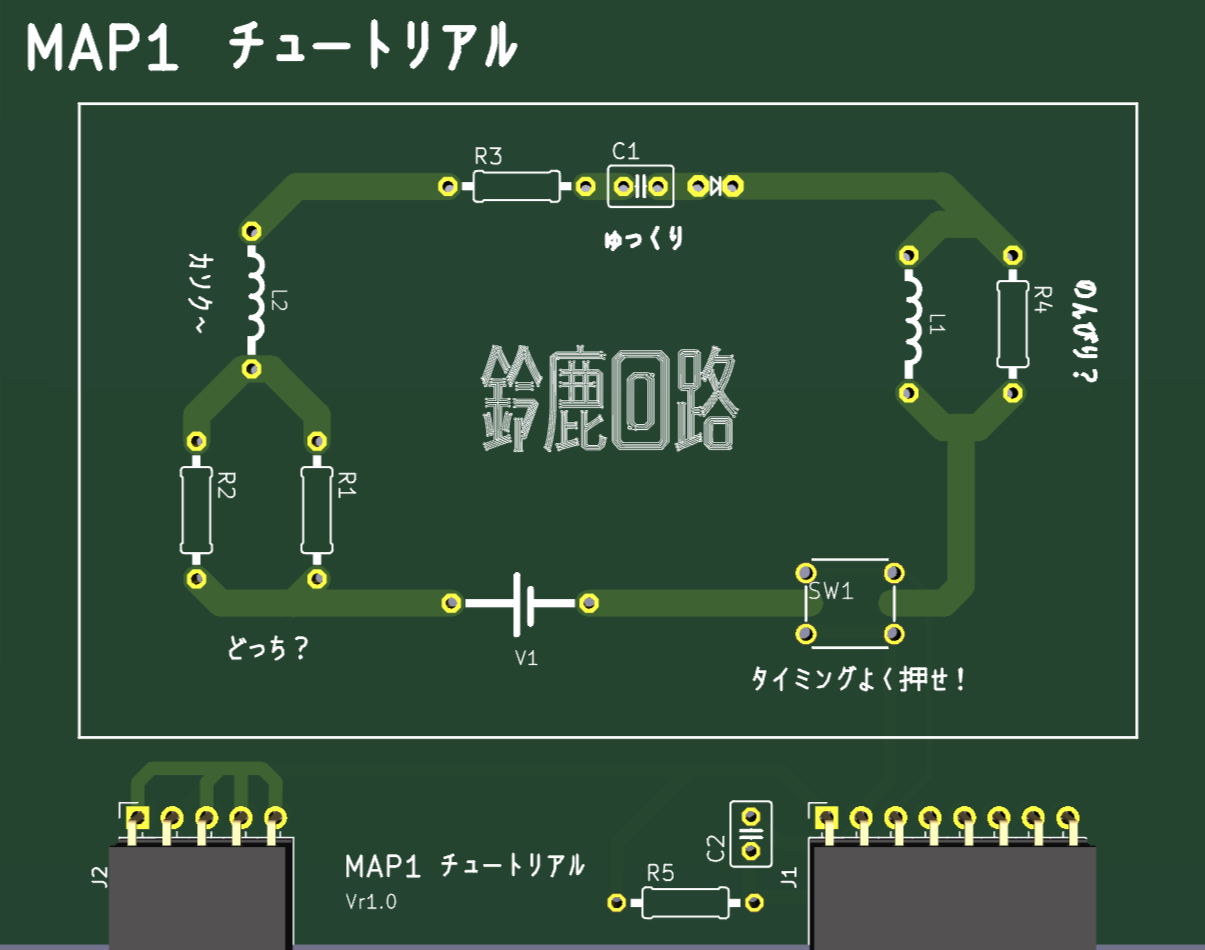 MAP1 チュートリアル
R3
C1
ゆっくり
カソク~
L2
L1
R4
のんびり?
鈴鹿回路
R2
R1
SW1
どっち?
V1
タイミングよく押せ!
J2
MAP1 チュートリアル
Vr1.0
R5
C2
J1